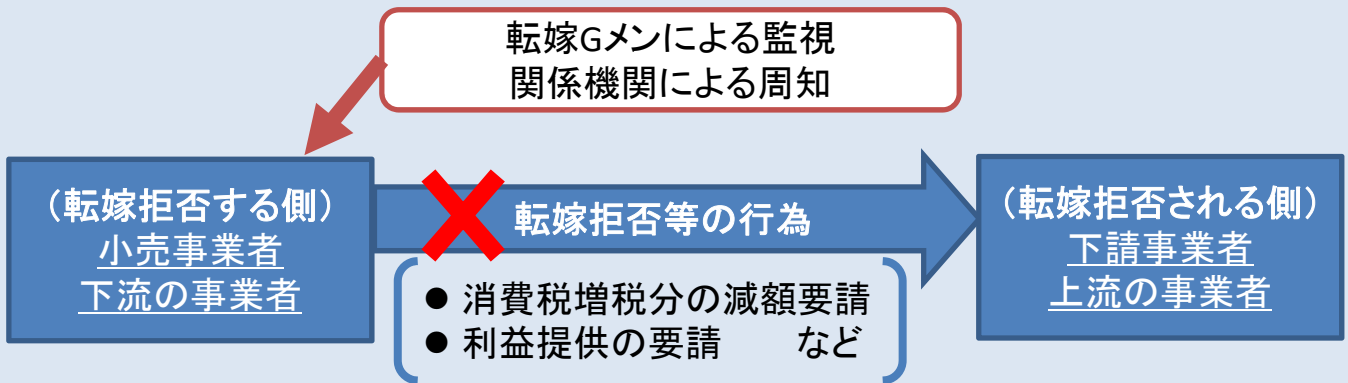 転嫁Gメンによる監視
関係機関による周知
（転嫁拒否する側）
小売事業者
下流の事業者
転嫁拒否等の行為
● 消費税増税分の減額要請
● 利益提供の要請　　など
（転嫁拒否される側）
下請事業者
上流の事業者